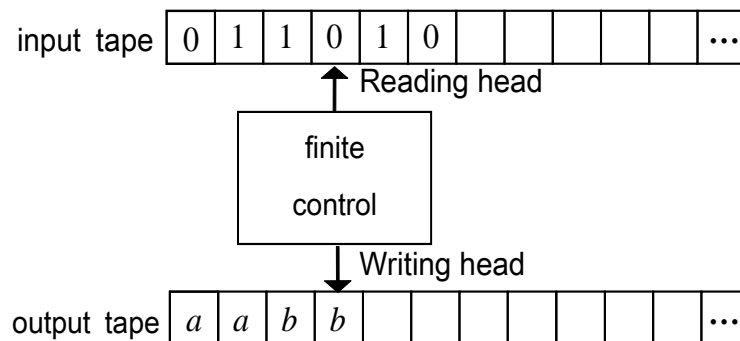 input tape 0 1 1 0 1 0 ...
Reading head
finite
control
Writing head
output tape a a b b ...